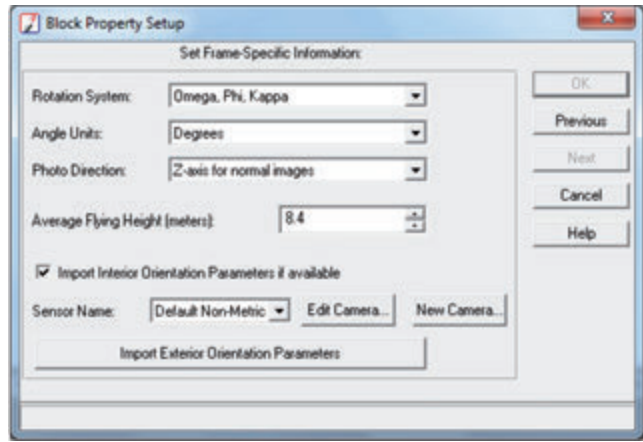 Block Property Setup
Set Frame-Specific Information:
OK
Rotation System: Omega, Phi, Kappa
Previous
Angle Units: Degrees
Next
Photo Direction: Z-axis for normal images
Cancel
Average Flying Height (meters): 8.4
Help
Import Interior Orientation Parameters if available
Sensor Name: Default Non-Metric Edit Camera... New Camera...
Import Exterior Orientation Parameters